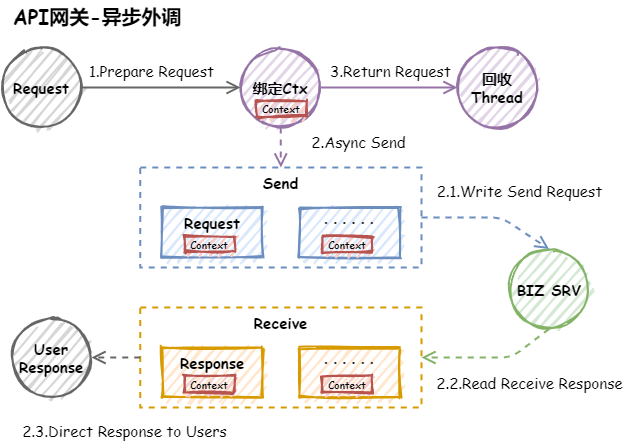 API网关-异步外调
Request
1.Prepare Request
绑定Ctx
Context
3.Return Request
回收
Thread
2.Async Send
Send
Request
Context
......
Context
2.1.Write Send Request
BIZ SRV
Receive
Response
Context
......
Context
2.2.Read Receive Response
User
Response
2.3.Direct Response to Users